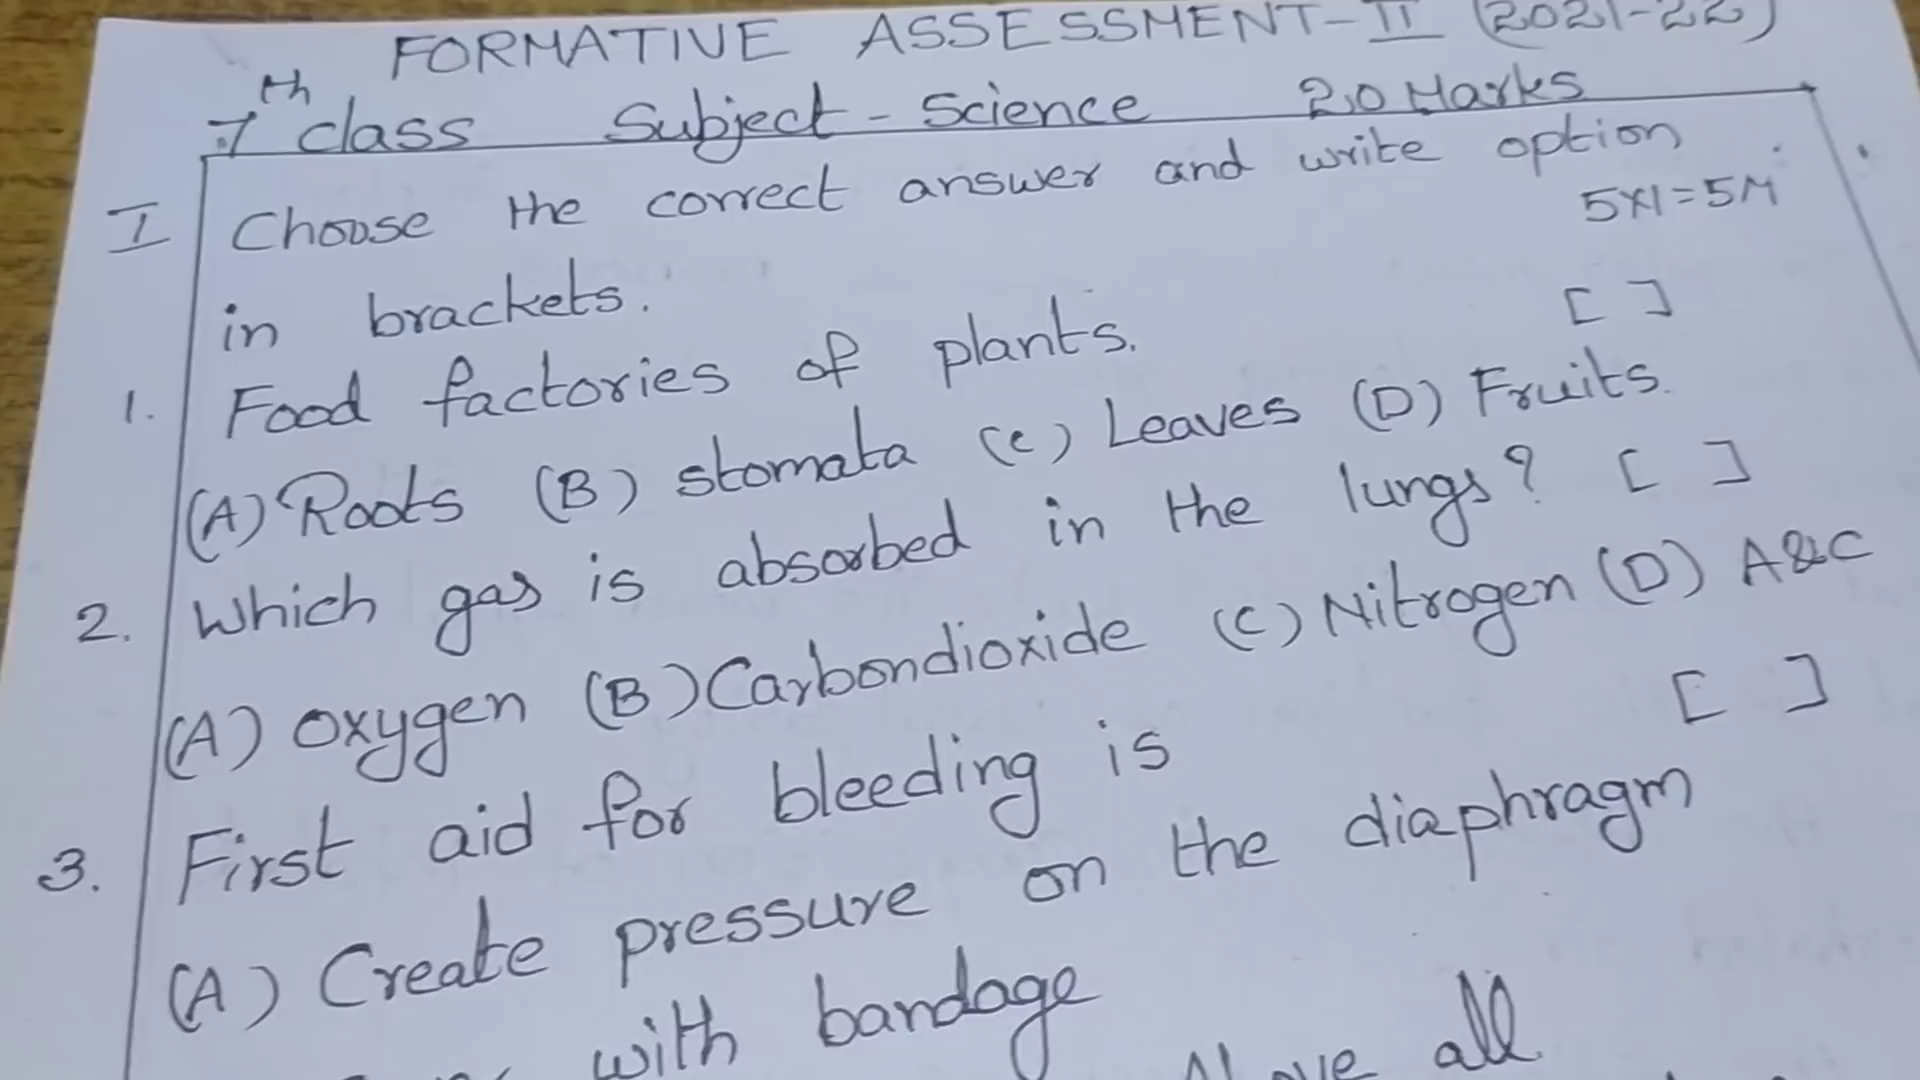 FORMATIVE ASSESSMENT-II (2021-22)
7th class Subject - Science 20 Marks
I Choose the correct answer and write option
5x1=5M
in brackets.
1. Food factories of plants. [ ]
(A) Roots (B) stomata (c) Leaves (D) Fruits.
2. Which gas is absorbed in the lungs? [ ]
(A) oxygen (B) Carbondioxide (C) Nitrogen (D) A&C
3. First aid for bleeding is [ ]
(A) Create pressure on the diaphragm
with bandage
all